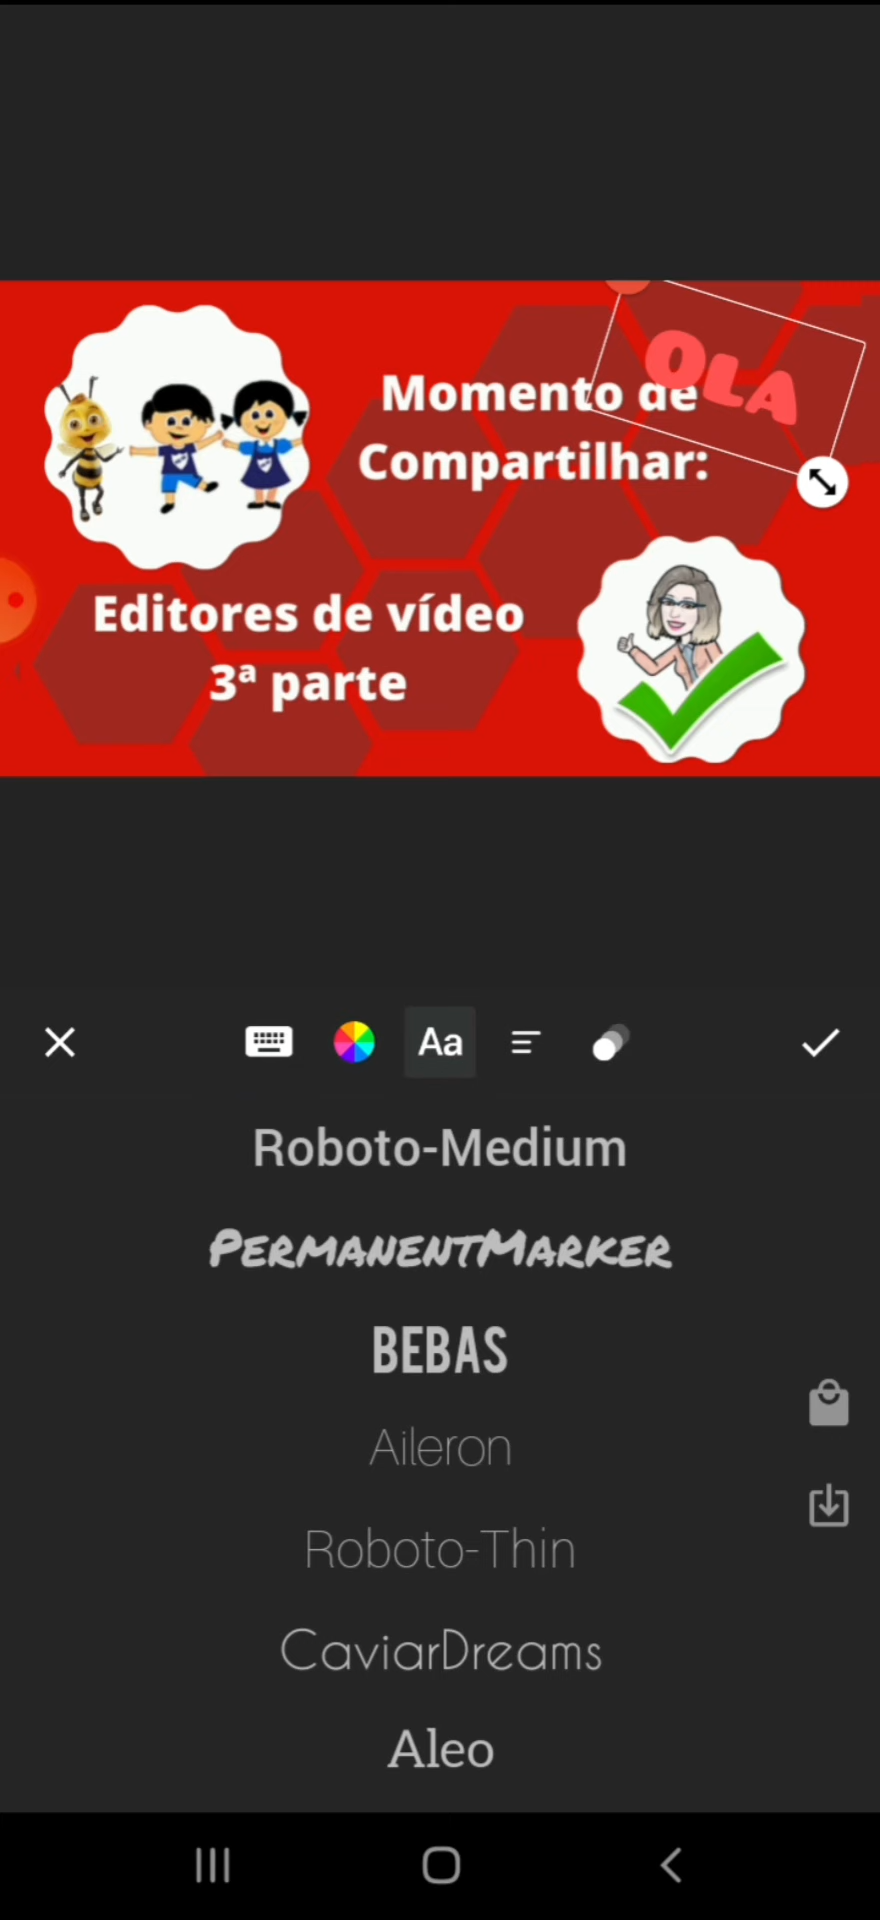 OLA
Momento de
Compartilhar:
Editores de vídeo
3ª parte
Aa
Roboto-Medium
PERMANENTMARKER
BEBAS
Aileron
Roboto-Thin
CaviarDreams
Aleo